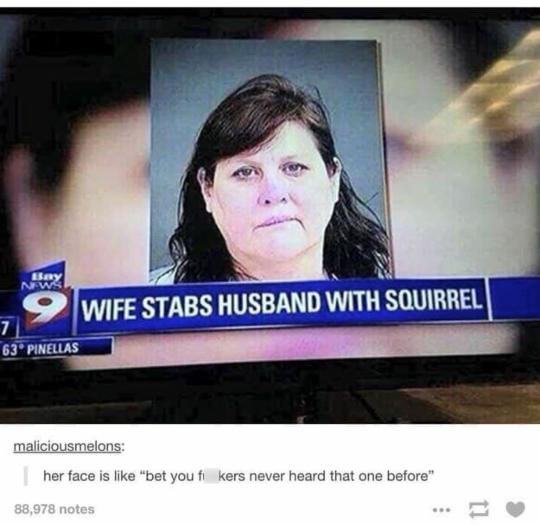 Bay
NEWS
9
WIFE STABS HUSBAND WITH SQUIRREL
7
63° PINELLAS
maliciousmelons:
her face is like “bet you fu kers never heard that one before”
88,978 notes